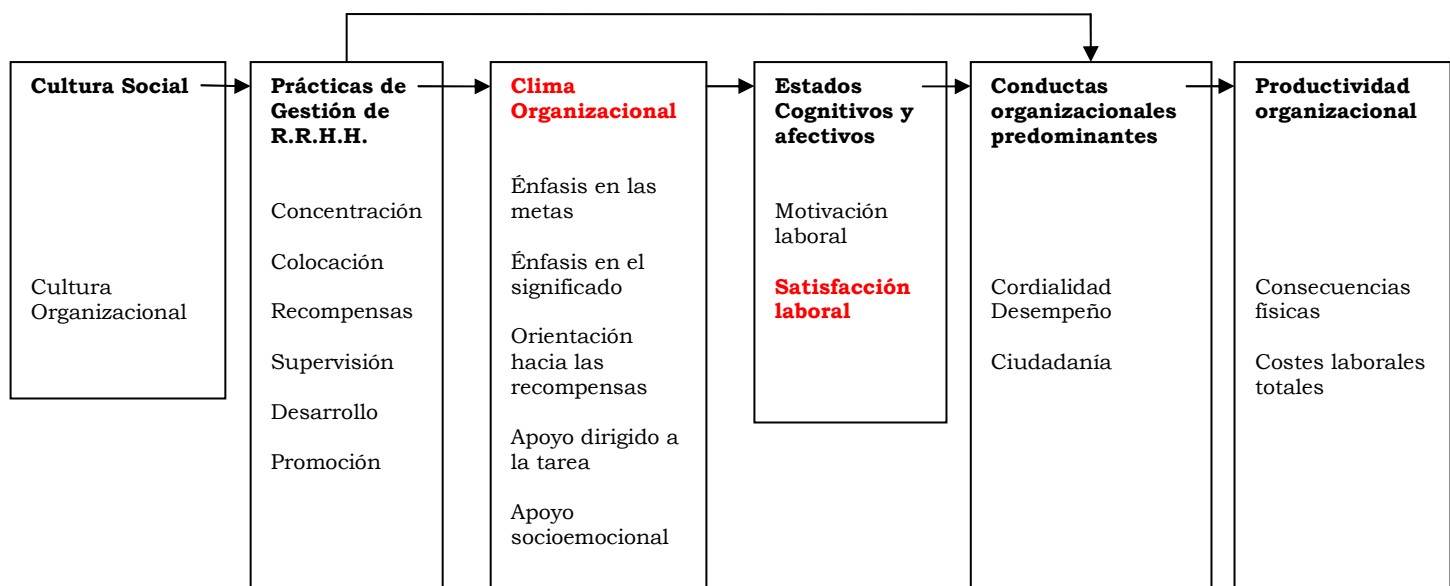 Cultura Social
Cultura
Organizacional
Prácticas de
Gestión de
R.R.H.H.
Concentración
Colocación
Recompensas
Supervisión
Desarrollo
Promoción
Clima
Organizacional
Énfasis en las
metas
Énfasis en el
significado
Orientación
hacia las
recompensas
Apoyo dirigido a
la tarea
Apoyo
socioemocional
Estados
Cognitivos y
afectivos
Motivación
laboral
Satisfacción
laboral
Conductas
organizacionales
predominantes
Cordialidad
Desempeño
Ciudadanía
Productividad
organizacional
Consecuencias
físicas
Costes laborales
totales